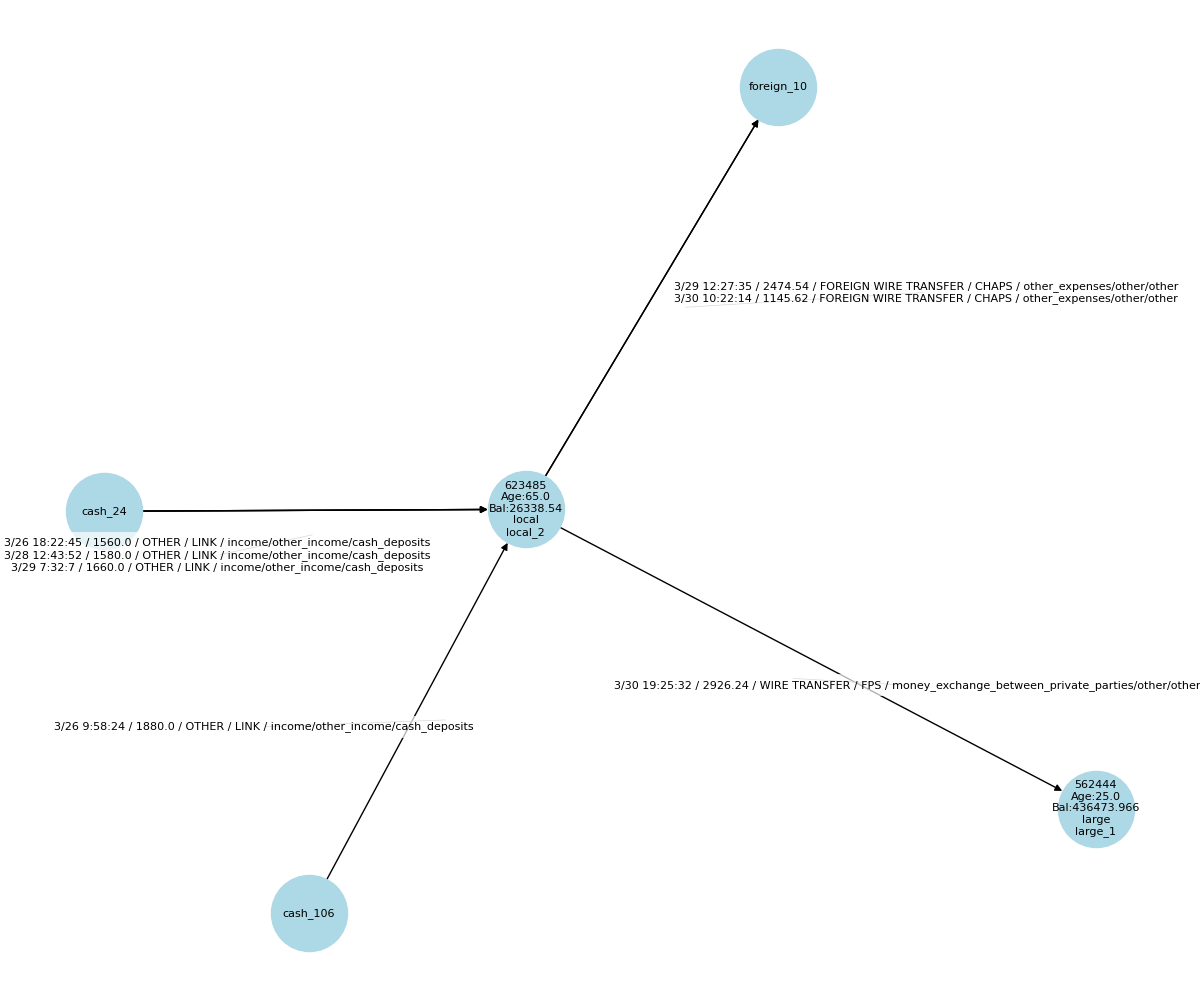 foreign_10
3/29 12:27:35 / 2474.54 / FOREIGN WIRE TRANSFER / CHAPS / other_expenses/other/other
3/30 10:22:14 / 1145.62 / FOREIGN WIRE TRANSFER / CHAPS / other_expenses/other/other
cash_24
623485
Age:65.0
Bal:26338.54
local
local_2
3/26 18:22:45 / 1560.0 / OTHER / LINK / income/other_income/cash_deposits
3/28 12:43:52 / 1580.0 / OTHER / LINK / income/other_income/cash_deposits
3/29 7:32:7 / 1660.0 / OTHER / LINK / income/other_income/cash_deposits
3/30 19:25:32 / 2926.24 / WIRE TRANSFER / FPS / money_exchange_between_private_parties/other/other
3/26 9:58:24 / 1880.0 / OTHER / LINK / income/other_income/cash_deposits
562444
Age:25.0
Bal:436473.966
large
large_1
cash_106